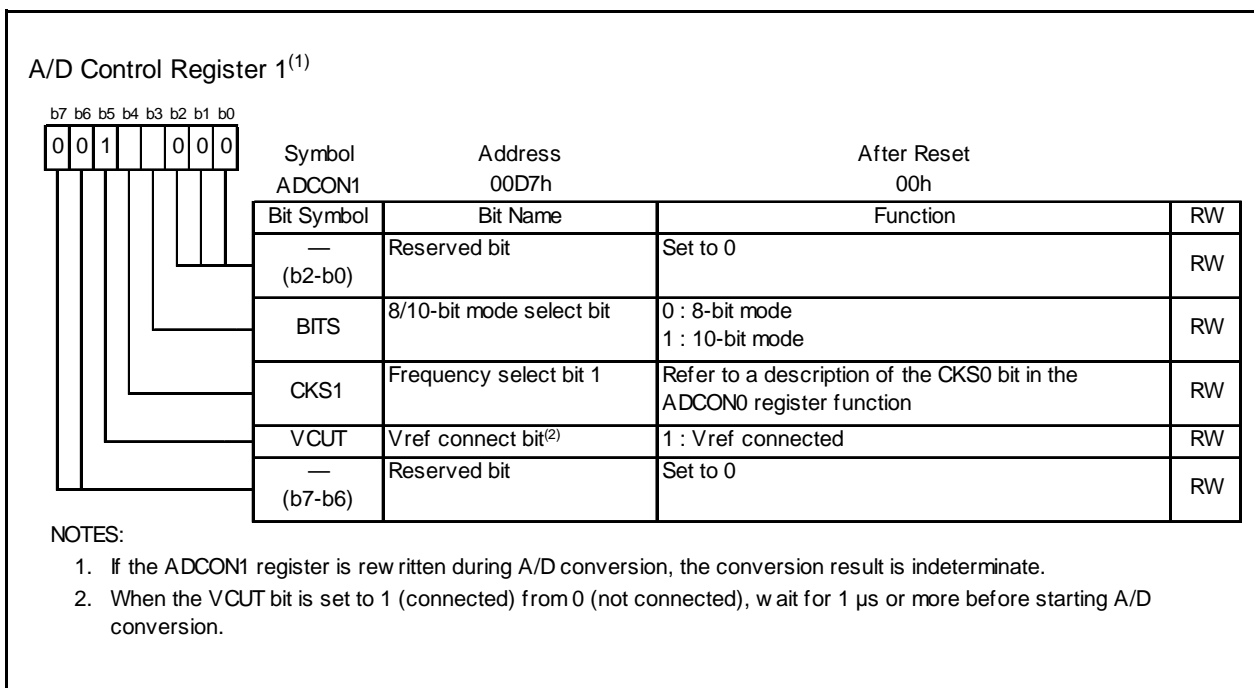 A/D Control Register 1(1)
b7 b6 b5 b4 b3 b2 b1 b0
0 0 1 0 0 0
Symbol Address After Reset
ADCON1 00D7h 00h
Bit Symbol Bit Name Function RW
— (b2-b0) Reserved bit Set to 0 RW
BITS 8/10-bit mode select bit 0 : 8-bit mode
1 : 10-bit mode RW
CKS1 Frequency select bit 1 Refer to a description of the CKS0 bit in the
ADCON0 register function RW
VCUT Vref connect bit(2) 1 : Vref connected RW
— (b7-b6) Reserved bit Set to 0 RW
NOTES:
1. If the ADCON1 register is rewritten during A/D conversion, the conversion result is indeterminate.
2. When the VCUT bit is set to 1 (connected) from 0 (not connected), wait for 1 µs or more before starting A/D
conversion.